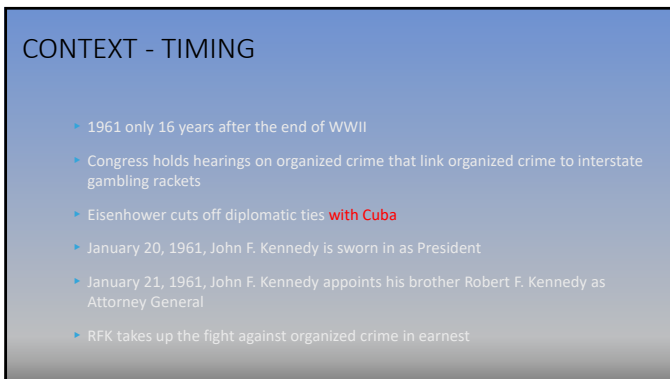 CONTEXT - TIMING
1961 only 16 years after the end of WWII
Congress holds hearings on organized crime that link organized crime to interstate
gambling rackets
Eisenhower cuts off diplomatic ties with Cuba
January 20, 1961, John F. Kennedy is sworn in as President
January 21, 1961, John F. Kennedy appoints his brother Robert F. Kennedy as
Attorney General
RFK takes up the fight against organized crime in earnest